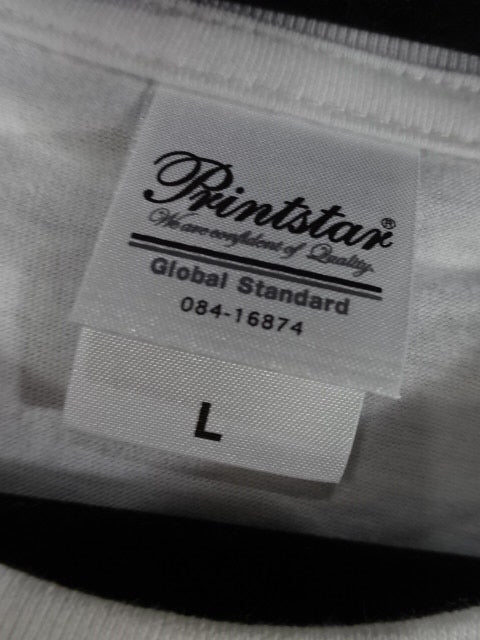 Printstar®
We are confident of Quality.
Global Standard
084-16874
L